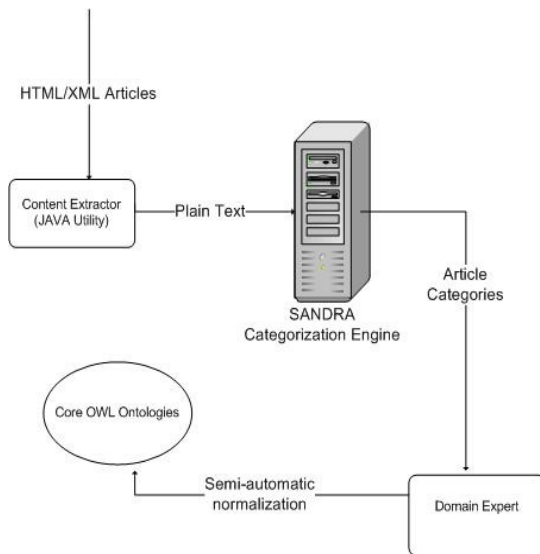 HTML/XML Articles
Content Extractor
(JAVA Utility)
Plain Text
SANDRA
Categorization Engine
Article
Categories
Core OWL Ontologies
Semi-automatic
normalization
Domain Expert